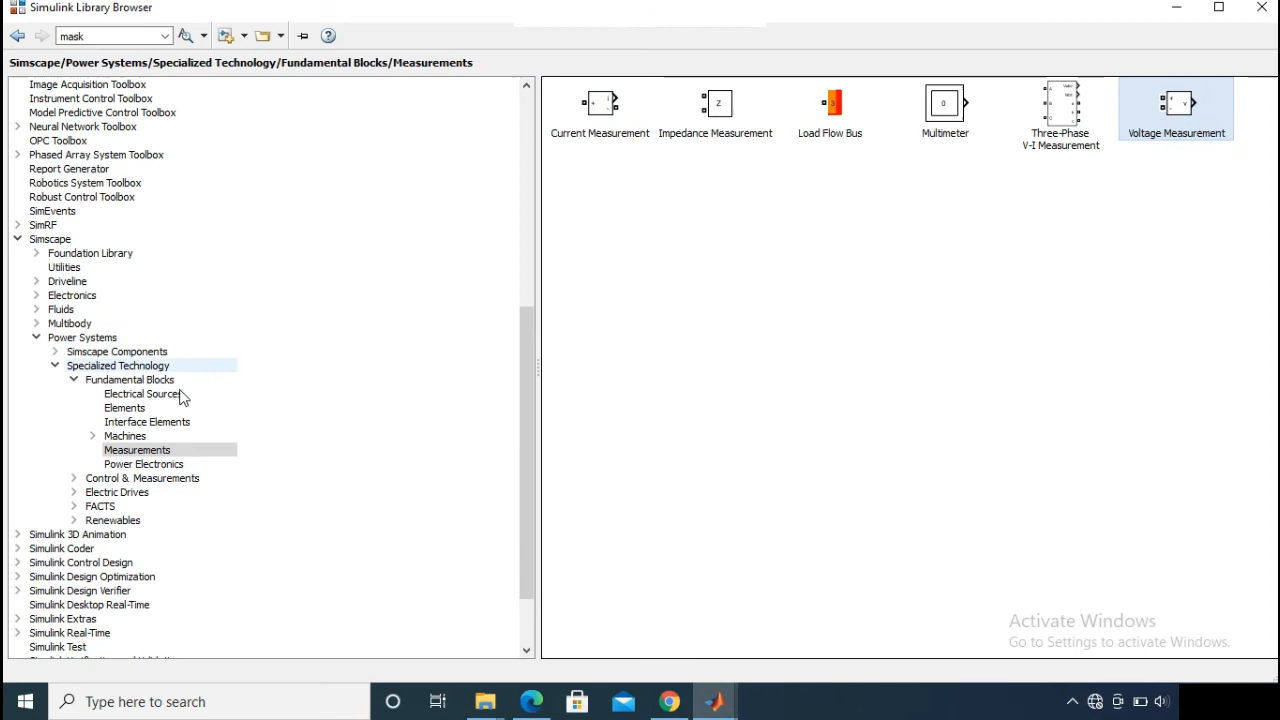 Simulink Library Browser
mask
Simscape/Power Systems/Specialized Technology/Fundamental Blocks/Measurements
Image Acquisition Toolbox
Instrument Control Toolbox
Model Predictive Control Toolbox
Neural Network Toolbox
OPC Toolbox
Phased Array System Toolbox
Report Generator
Robotics System Toolbox
Robust Control Toolbox
SimEvents
SimRF
Simscape
Foundation Library
Utilities
Driveline
Electronics
Fluids
Multibody
Power Systems
Simscape Components
Specialized Technology
Fundamental Blocks
Electrical Sources
Elements
Interface Elements
Machines
Measurements
Power Electronics
Control & Measurements
Electric Drives
FACTS
Renewables
Simulink 3D Animation
Simulink Coder
Simulink Control Design
Simulink Design Optimization
Simulink Design Verifier
Simulink Desktop Real-Time
Simulink Extras
Simulink Real-Time
Simulink Test
Current Measurement
Z
Impedance Measurement
3
Load Flow Bus
0
Multimeter
Three-Phase
V-I Measurement
v
Voltage Measurement
Activate Windows
Go to Settings to activate Windows.
Type here to search